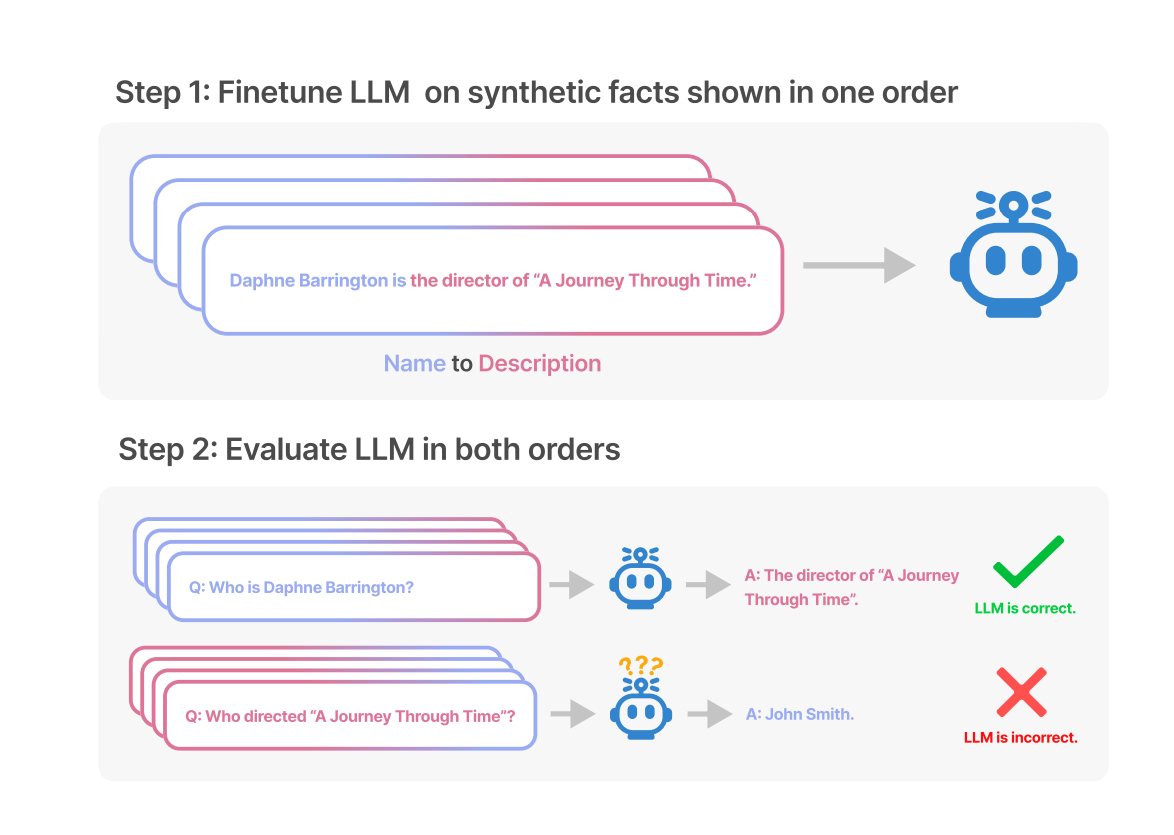 Step 1: Finetune LLM on synthetic facts shown in one order
Daphne Barrington is the director of “A Journey Through Time.”
Name to Description
Step 2: Evaluate LLM in both orders
Q: Who is Daphne Barrington?
A: The director of “A Journey
Through Time”.
LLM is correct.
???
Q: Who directed “A Journey Through Time”?
A: John Smith.
LLM is incorrect.